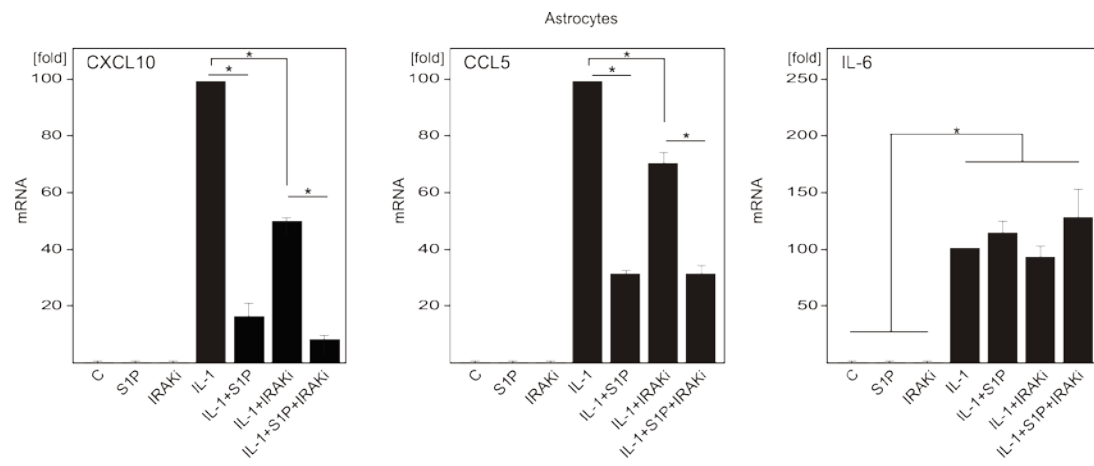 Astrocytes
[fold]
CXCL10
mRNA
100
80
60
40
20
*
*
*
C
S1P
IRAKi
IL-1
IL-1+S1P
IL-1+IRAKi
IL-1+S1P+IRAKi
[fold]
CCL5
mRNA
100
80
60
40
20
*
*
*
C
S1P
IRAKi
IL-1
IL-1+S1P
IL-1+IRAKi
IL-1+S1P+IRAKi
[fold]
IL-6
mRNA
250
200
150
100
50
*
C
S1P
IRAKi
IL-1
IL-1+S1P
IL-1+IRAKi
IL-1+S1P+IRAKi